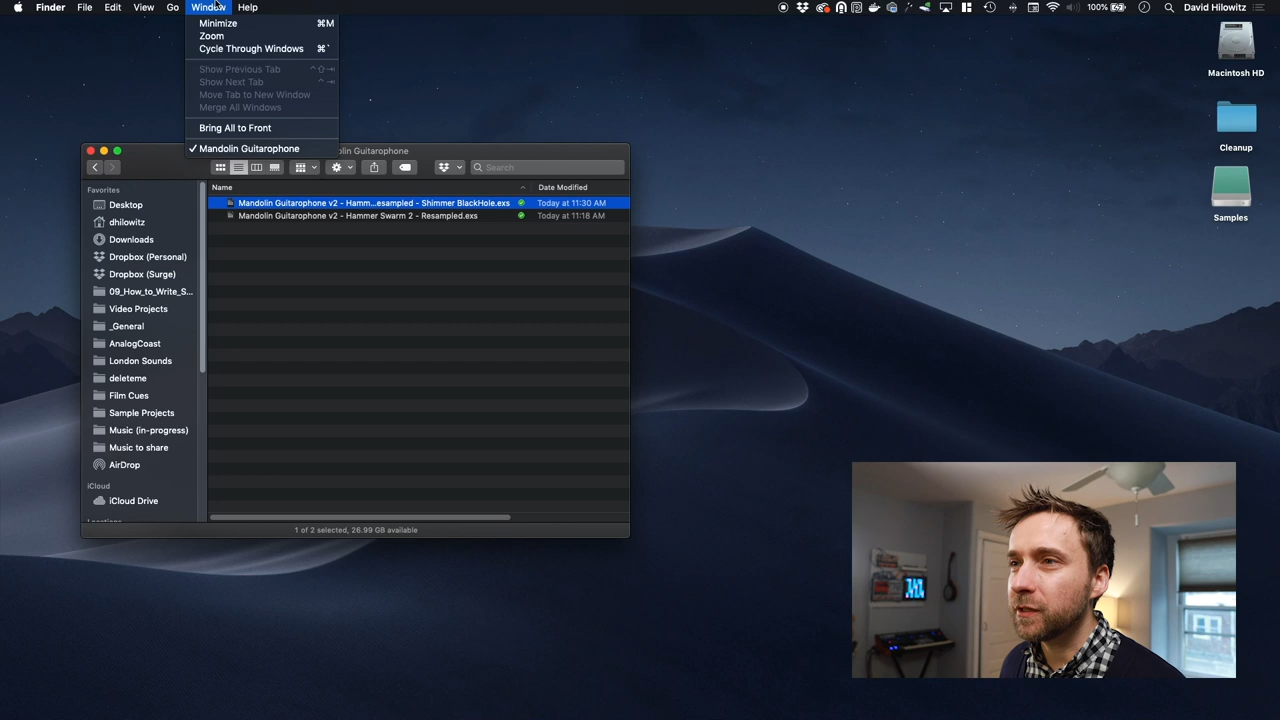 Finder File Edit View Go Window Help
100%
David Hilowitz
Minimize ⌘M
Zoom
Cycle Through Windows ⌘`
Show Previous Tab ⌃⇧⇥
Show Next Tab ⌃⇥
Move Tab to New Window
Merge All Windows
Bring All to Front
✓ Mandolin Guitarophone
olin Guitarophone
Search
Favorites
Desktop
dhilowitz
Downloads
Dropbox (Personal)
Dropbox (Surge)
09_How_to_Write_S...
Video Projects
_General
AnalogCoast
London Sounds
deleteme
Film Cues
Sample Projects
Music (in-progress)
Music to share
AirDrop
iCloud
iCloud Drive
Locations
Name Date Modified
Mandolin Guitarophone v2 - Hamm...esampled - Shimmer BlackHole.exs Today at 11:30 AM
Mandolin Guitarophone v2 - Hammer Swarm 2 - Resampled.exs Today at 11:18 AM
1 of 2 selected, 26.99 GB available
Macintosh HD
Cleanup
Samples